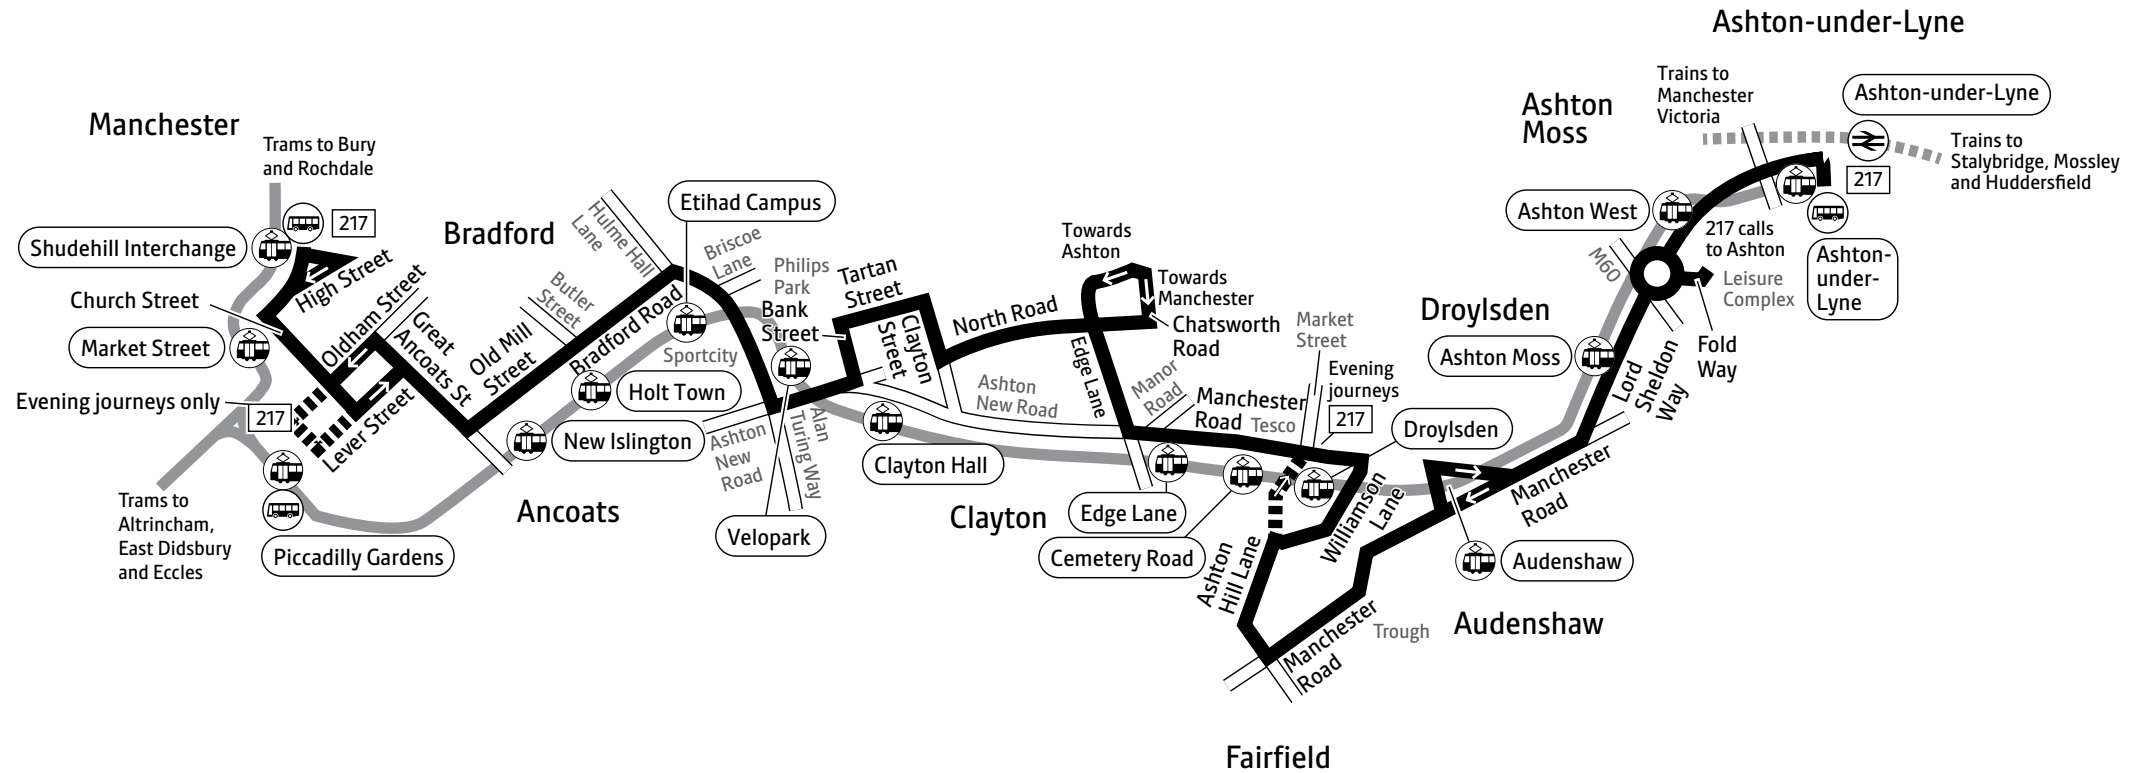 Ashton-under-Lyne
Manchester
Trams to Bury
and Rochdale
217
Shudehill Interchange
High Street
Church Street
Market Street
Oldham Street
Great
Ancoats St
Evening journeys only
217
Lever Street
Trams to
Altrincham,
East Didsbury
and Eccles
Piccadilly Gardens
Bradford
Hulme Hall
Lane
Butler
Street
Old Mill
Street
Bradford Road
Etihad Campus
Briscoe
Lane
Philips
Park
Sportcity
Holt Town
New Islington
Ancoats
Bank
Street
Tartan
Street
Clayton
Street
Ashton
New
Road
Alan
Turing Way
Velopark
Clayton Hall
North Road
Ashton
New Road
Clayton
Towards
Ashton
Towards
Manchester
Chatsworth
Road
Edge Lane
Manor
Road
Manchester
Road
Tesco
Market
Street
Evening
journeys
217
Droylsden
Edge Lane
Cemetery Road
Ashton
Hill Lane
Williamson
Lane
Manchester
Road
Trough
Fairfield
Audenshaw
Audenshaw
Manchester
Road
Droylsden
Ashton Moss
Lord
Sheldon
Way
Fold
Way
M60
Ashton
Moss
Ashton West
217 calls
to Ashton
Leisure
Complex
Trains to
Manchester
Victoria
Ashton-under-Lyne
Trains to
Stalybridge, Mossley
and Huddersfield
217
Ashton-
under-
Lyne